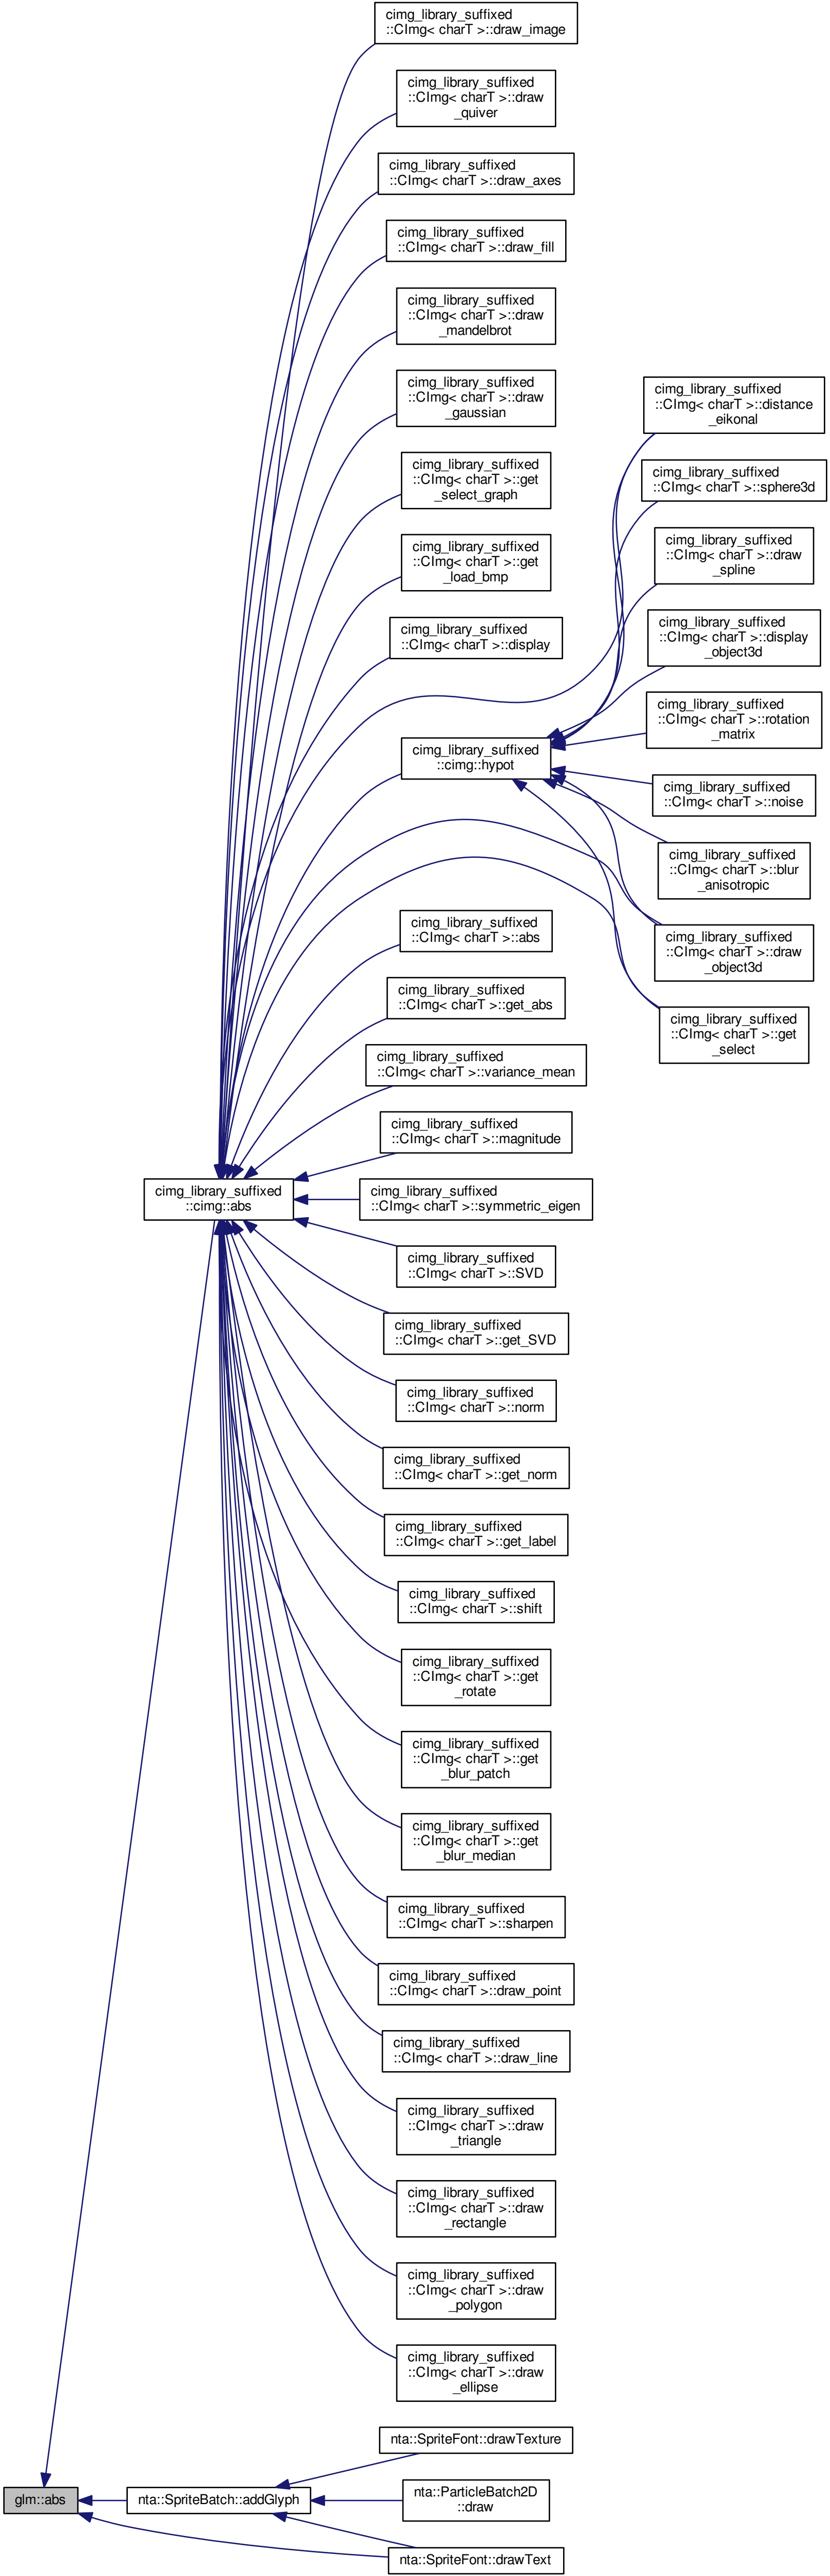 cimg_library_suffixed
::CImg< charT >::draw_image
cimg_library_suffixed
::CImg< charT >::draw
_quiver
cimg_library_suffixed
::CImg< charT >::draw_axes
cimg_library_suffixed
::CImg< charT >::draw_fill
cimg_library_suffixed
::CImg< charT >::draw
_mandelbrot
cimg_library_suffixed
::CImg< charT >::draw
_gaussian
cimg_library_suffixed
::CImg< charT >::get
_select_graph
cimg_library_suffixed
::CImg< charT >::get
_load_bmp
cimg_library_suffixed
::CImg< charT >::display
cimg_library_suffixed
::cimg::hypot
cimg_library_suffixed
::CImg< charT >::distance
_eikonal
cimg_library_suffixed
::CImg< charT >::sphere3d
cimg_library_suffixed
::CImg< charT >::draw
_spline
cimg_library_suffixed
::CImg< charT >::display
_object3d
cimg_library_suffixed
::CImg< charT >::rotation
_matrix
cimg_library_suffixed
::CImg< charT >::noise
cimg_library_suffixed
::CImg< charT >::blur
_anisotropic
cimg_library_suffixed
::CImg< charT >::draw
_object3d
cimg_library_suffixed
::CImg< charT >::get
_select
cimg_library_suffixed
::CImg< charT >::abs
cimg_library_suffixed
::CImg< charT >::get_abs
cimg_library_suffixed
::CImg< charT >::variance_mean
cimg_library_suffixed
::CImg< charT >::magnitude
cimg_library_suffixed
::cimg::abs
cimg_library_suffixed
::CImg< charT >::symmetric_eigen
cimg_library_suffixed
::CImg< charT >::SVD
cimg_library_suffixed
::CImg< charT >::get_SVD
cimg_library_suffixed
::CImg< charT >::norm
cimg_library_suffixed
::CImg< charT >::get_norm
cimg_library_suffixed
::CImg< charT >::get_label
cimg_library_suffixed
::CImg< charT >::shift
cimg_library_suffixed
::CImg< charT >::get
_rotate
cimg_library_suffixed
::CImg< charT >::get
_blur_patch
cimg_library_suffixed
::CImg< charT >::get
_blur_median
cimg_library_suffixed
::CImg< charT >::sharpen
cimg_library_suffixed
::CImg< charT >::draw_point
cimg_library_suffixed
::CImg< charT >::draw_line
cimg_library_suffixed
::CImg< charT >::draw
_triangle
cimg_library_suffixed
::CImg< charT >::draw
_rectangle
cimg_library_suffixed
::CImg< charT >::draw
_polygon
cimg_library_suffixed
::CImg< charT >::draw
_ellipse
nta::SpriteFont::drawTexture
glm::abs
nta::SpriteBatch::addGlyph
nta::ParticleBatch2D
::draw
nta::SpriteFont::drawText